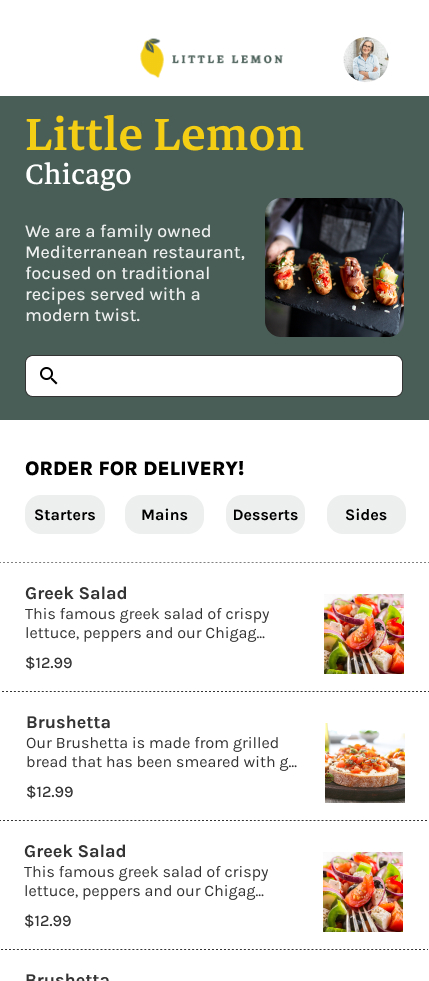 LITTLE LEMON
Little Lemon
Chicago
We are a family owned
Mediterranean restaurant,
focused on traditional
recipes served with a
modern twist.
ORDER FOR DELIVERY!
Starters Mains Desserts Sides
Greek Salad
This famous greek salad of crispy
lettuce, peppers and our Chigag...
$12.99
Brushetta
Our Brushetta is made from grilled
bread that has been smeared with g...
$12.99
Greek Salad
This famous greek salad of crispy
lettuce, peppers and our Chigag...
$12.99
Brushetta